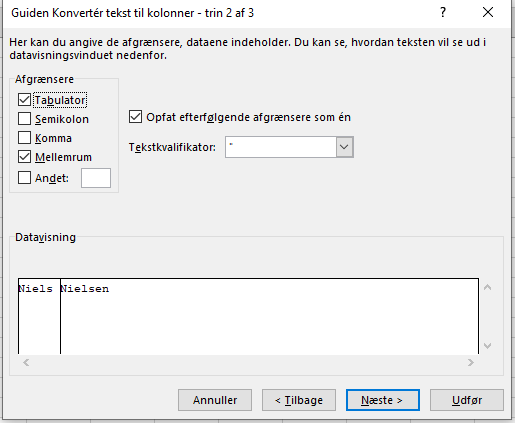 Guiden Konvertér tekst til kolonner - trin 2 af 3
Her kan du angive de afgrænsere, dataene indeholder. Du kan se, hvordan teksten vil se ud i
datavisningsvinduet nedenfor.
Afgrænsere
Tabulator
Semikolon
Komma
Mellemrum
Andet:
Opfat efterfølgende afgrænsere som én
Tekstkvalifikator: "
Datavisning
Niels Nielsen
Annuller < Tilbage Næste > Udfør